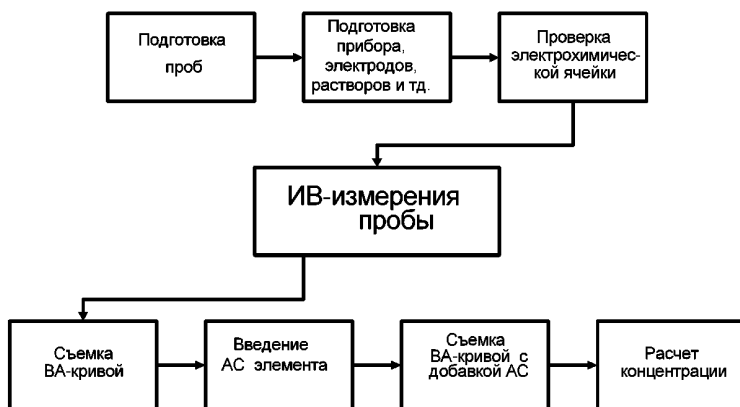 Подготовка
проб
Подготовка
прибора,
электродов,
растворов и тд.
Проверка
электрохимичес-
кой ячейки
ИВ-измерения
пробы
Съемка
ВА-кривой
Введение
АС элемента
Съемка
ВА-кривой с
добавкой АС
Расчет
концентрации